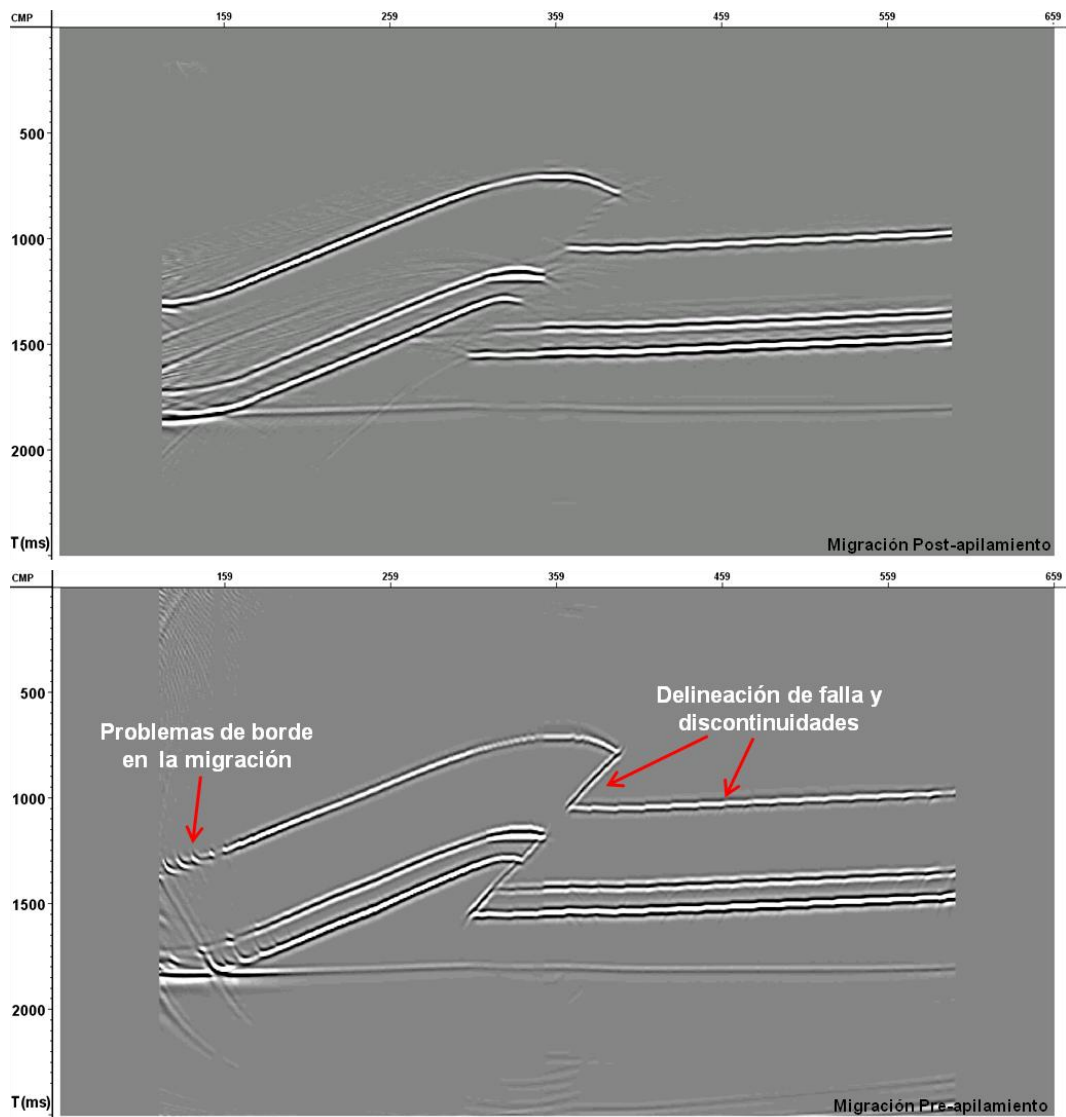 CMP 159 259 359 459 559 659
500
1000
1500
2000
T(ms)
Migración Post-apilamiento
CMP 159 259 359 459 559 659
500
Delineación de falla y
discontinuidades
Problemas de borde
en la migración
1000
1500
2000
T(ms)
Migración Pre-apilamiento